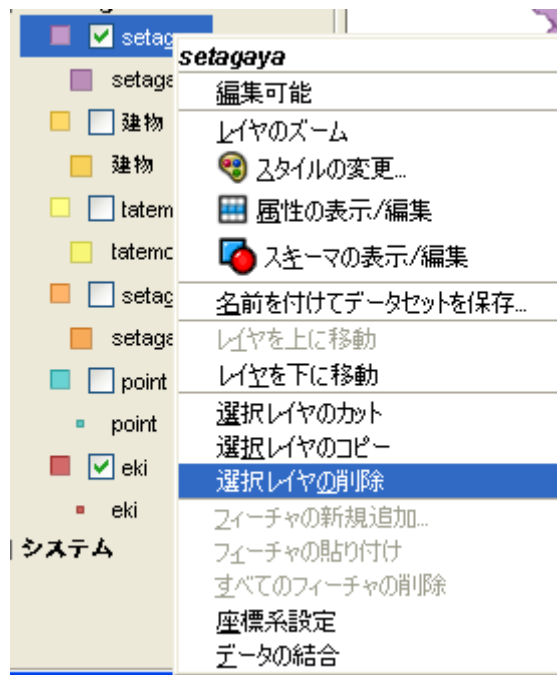 setag
setagaya
setaga
編集可能
建物
レイヤのズーム
建物
スタイルの変更...
tatem
属性の表示/編集
tatemo
スキーマの表示/編集
setag
名前を付けてデータセットを保存...
setaga
レイヤを上に移動
point
レイヤを下に移動
point
選択レイヤのカット
選択レイヤのコピー
eki
選択レイヤの削除
eki
フィーチャの新規追加...
システム
フィーチャの貼り付け
すべてのフィーチャの削除
座標系設定
データの結合